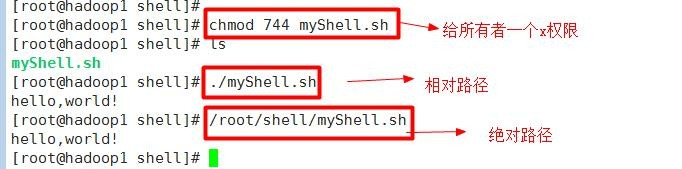 [root@hadoop1 shell]#
[root@hadoop1 shell]# chmod 744 myShell.sh 给所有者一个x权限
[root@hadoop1 shell]# ls
myShell.sh
[root@hadoop1 shell]# ./myShell.sh 相对路径
hello,world!
[root@hadoop1 shell]# /root/shell/myShell.sh 绝对路径
hello,world!
[root@hadoop1 shell]#